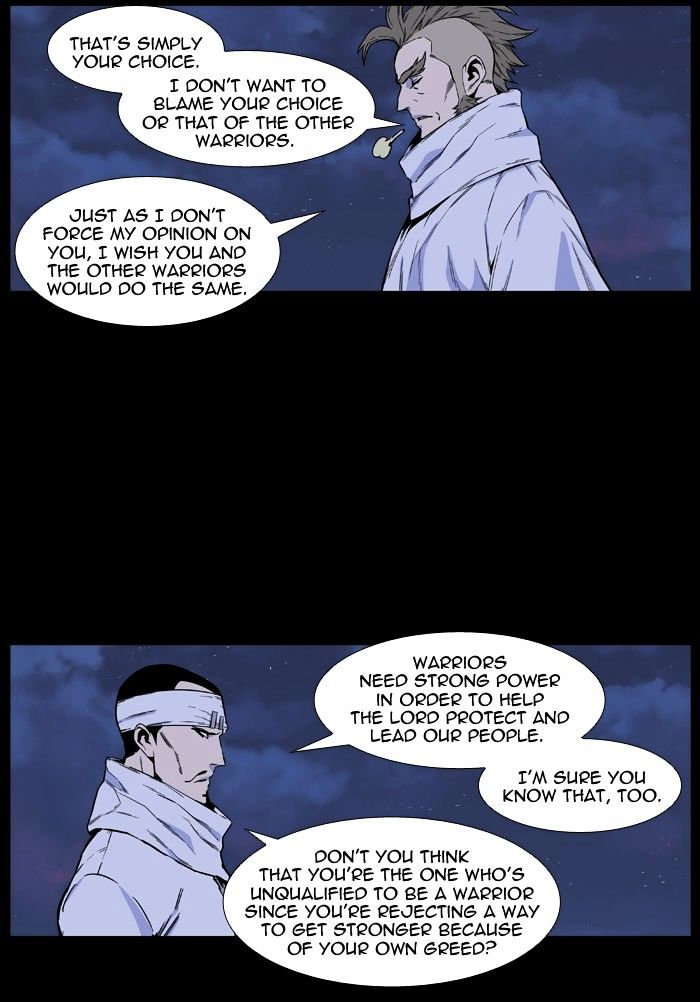 THAT'S SIMPLY
YOUR CHOICE.
I DON'T WANT TO
BLAME YOUR CHOICE
OR THAT OF THE OTHER
WARRIORS.
JUST AS I DON'T
FORCE MY OPINION ON
YOU, I WISH YOU AND
THE OTHER WARRIORS
WOULD DO THE SAME.
WARRIORS
NEED STRONG POWER
IN ORDER TO HELP
THE LORD PROTECT AND
LEAD OUR PEOPLE.
I'M SURE YOU
KNOW THAT, TOO.
DON'T YOU THINK
THAT YOU'RE THE ONE WHO'S
UNQUALIFIED TO BE A WARRIOR
SINCE YOU'RE REJECTING A WAY
TO GET STRONGER BECAUSE
OF YOUR OWN GREED?